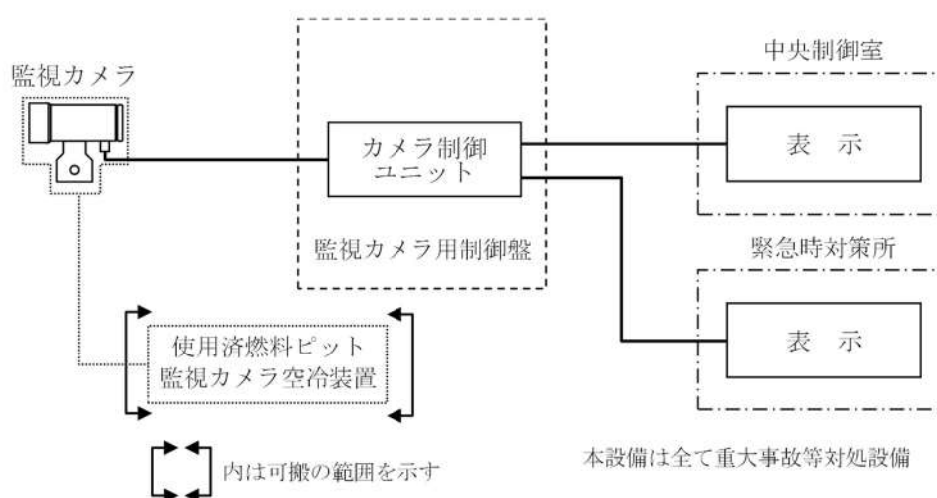 監視カメラ
カメラ制御
ユニット
監視カメラ用制御盤
中央制御室
表 示
緊急時対策所
表 示
使用済燃料ピット
監視カメラ空冷装置
内は可搬の範囲を示す
本設備は全て重大事故等対処設備